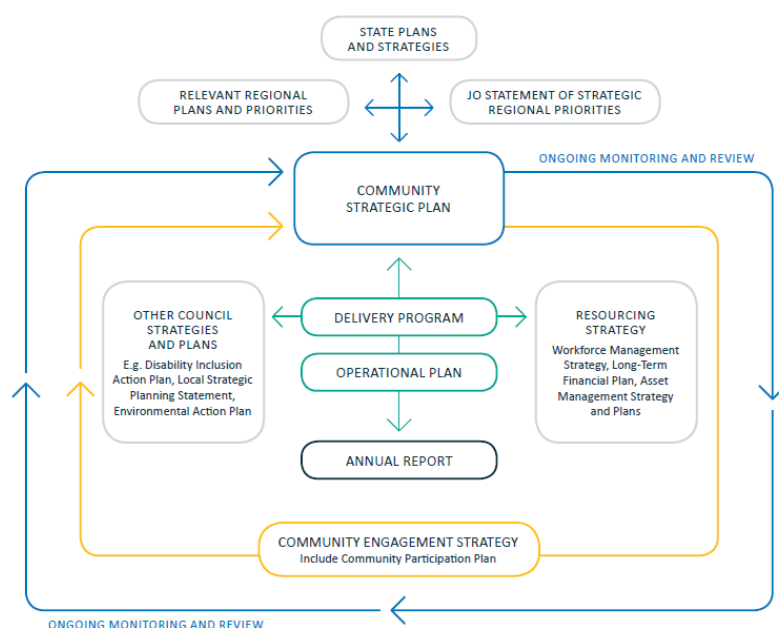 STATE PLANS
AND STRATEGIES
RELEVANT REGIONAL
PLANS AND PRIORITIES
JO STATEMENT OF STRATEGIC
REGIONAL PRIORITIES
ONGOING MONITORING AND REVIEW
COMMUNITY
STRATEGIC PLAN
OTHER COUNCIL
STRATEGIES
AND PLANS
E.g. Disability Inclusion
Action Plan, Local Strategic
Planning Statement,
Environmental Action Plan
DELIVERY PROGRAM
OPERATIONAL PLAN
ANNUAL REPORT
RESOURCING
STRATEGY
Workforce Management
Strategy, Long-Term
Financial Plan, Asset
Management Strategy
and Plans
COMMUNITY ENGAGEMENT STRATEGY
Include Community Participation Plan
ONGOING MONITORING AND REVIEW